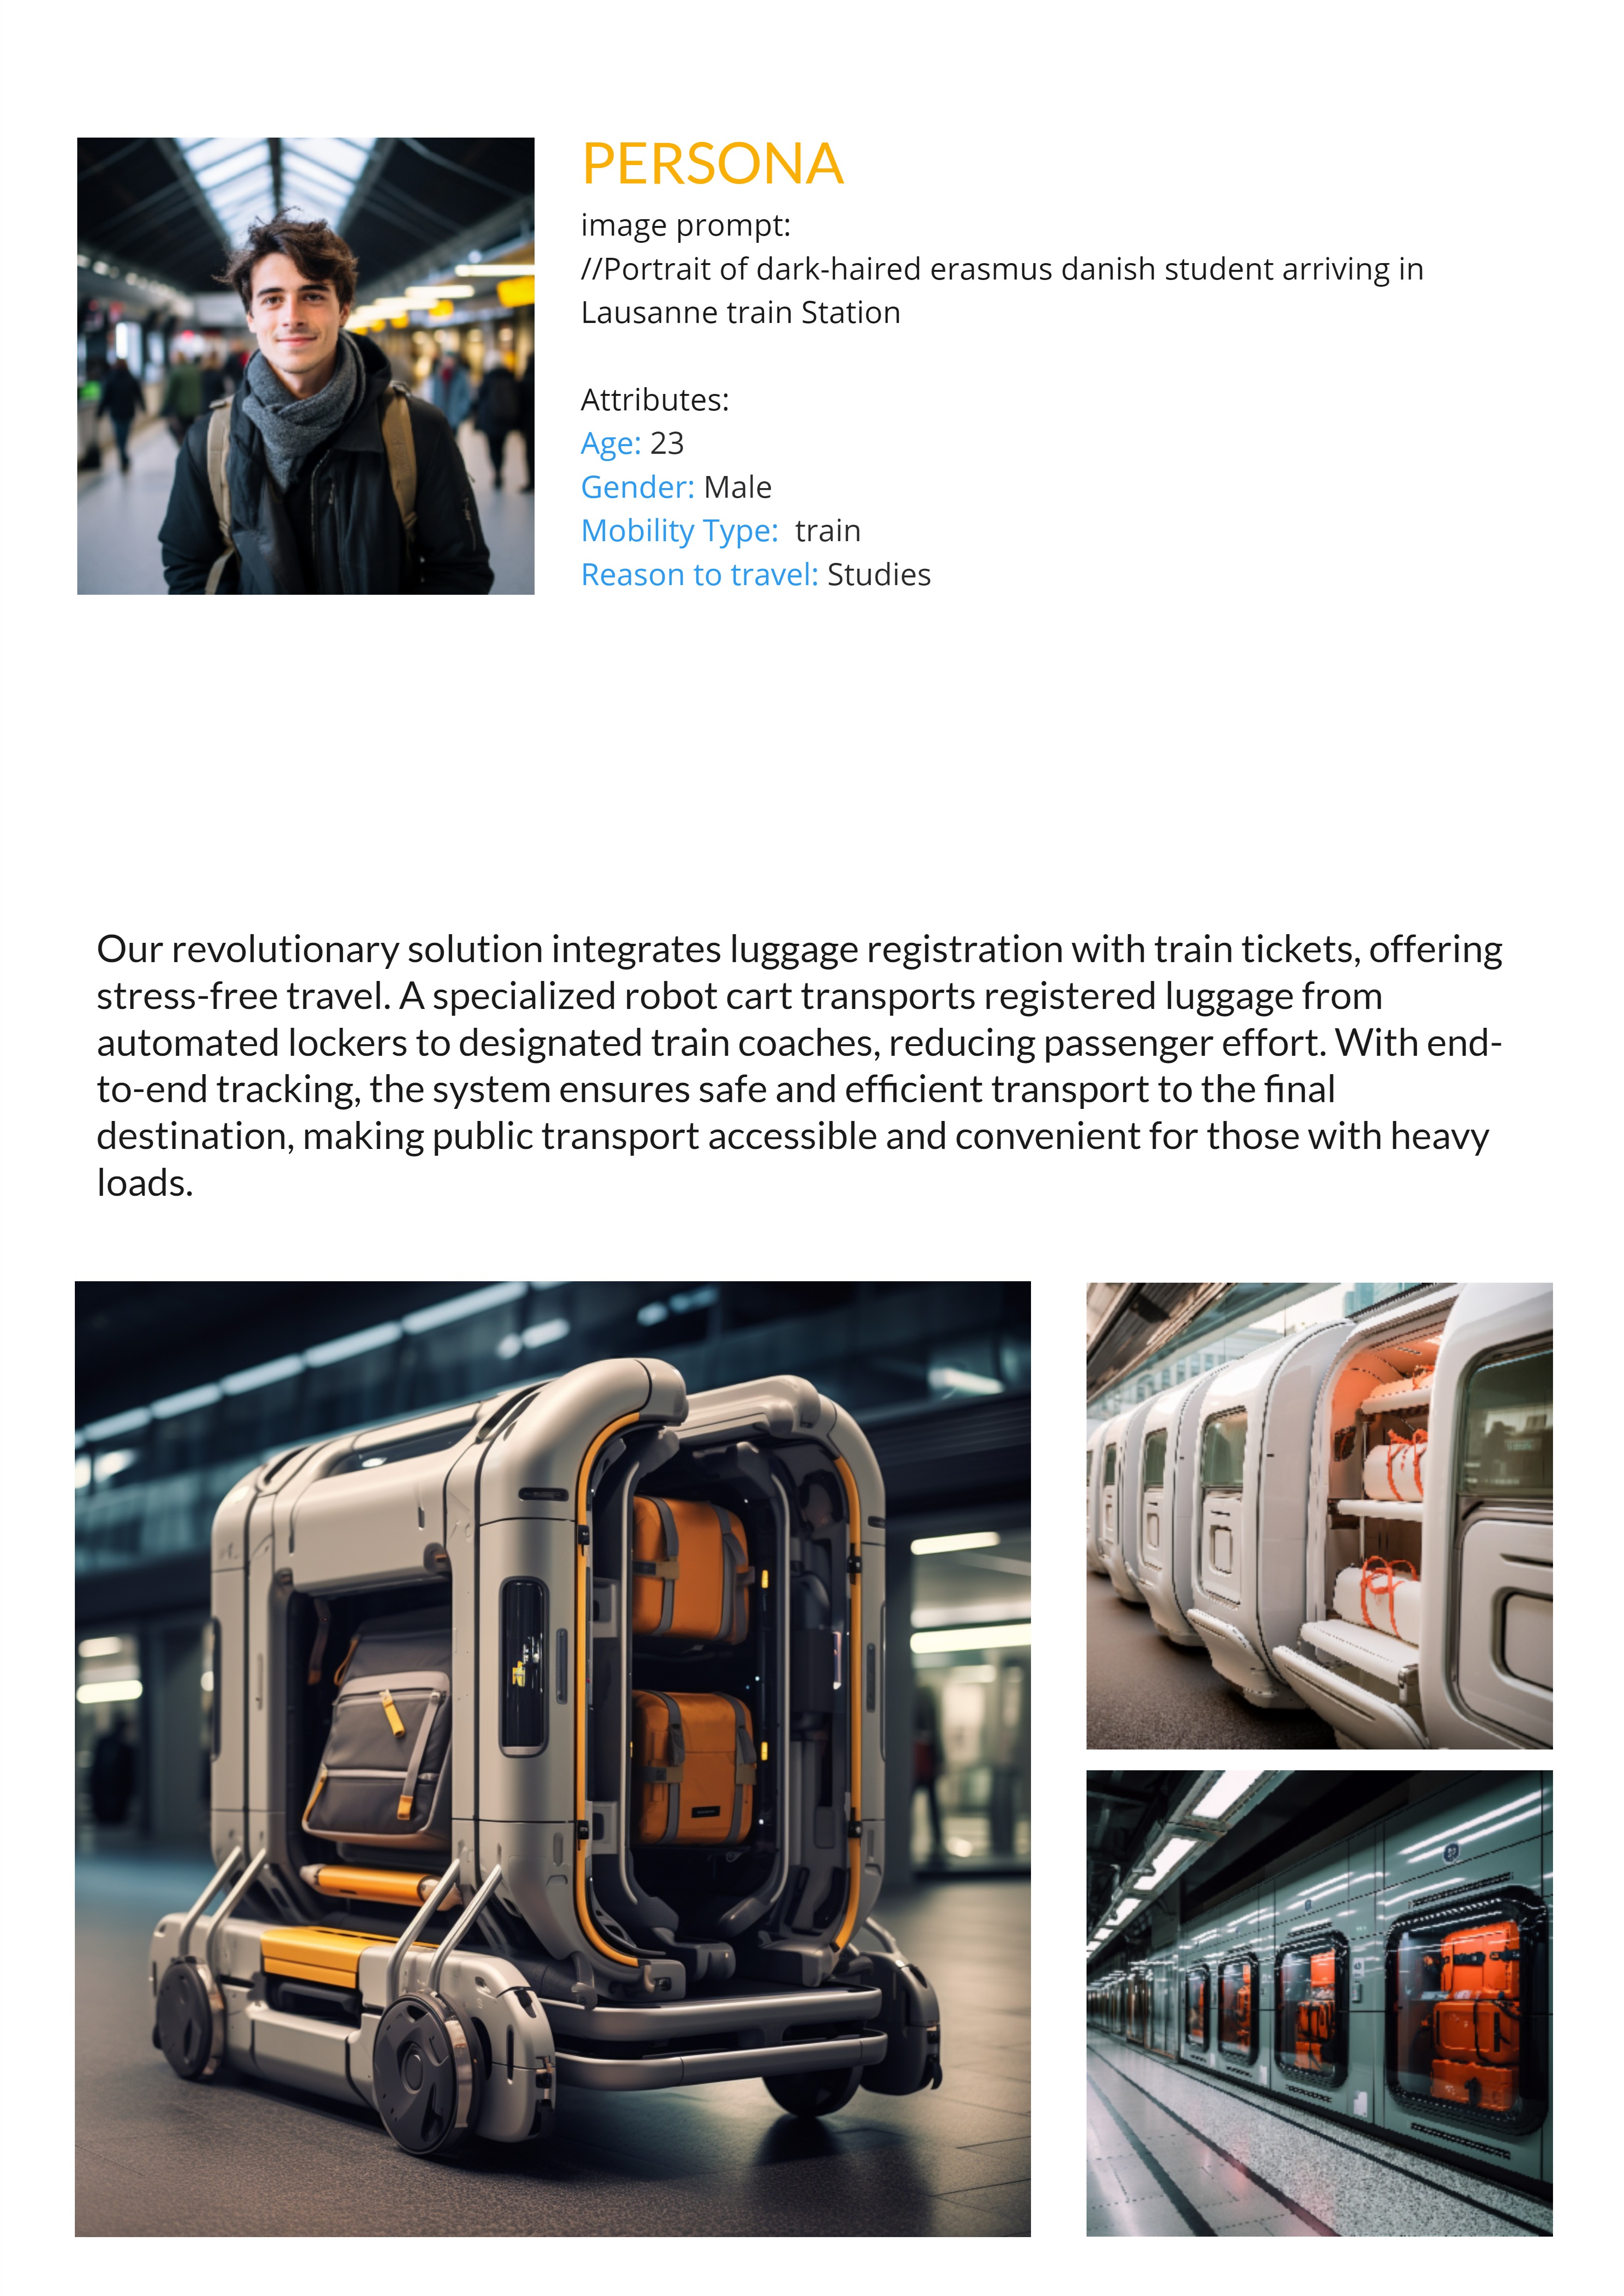 PERSONA
image prompt:
//Portrait of dark-haired erasmus danish student arriving in
Lausanne train Station
Attributes:
Age: 23
Gender: Male
Mobility Type:  train
Reason to travel: Studies
Our revolutionary solution integrates luggage registration with train tickets, offering
stress-free travel. A specialized robot cart transports registered luggage from
automated lockers to designated train coaches, reducing passenger effort. With end-
to-end tracking, the system ensures safe and efficient transport to the final
destination, making public transport accessible and convenient for those with heavy
loads.